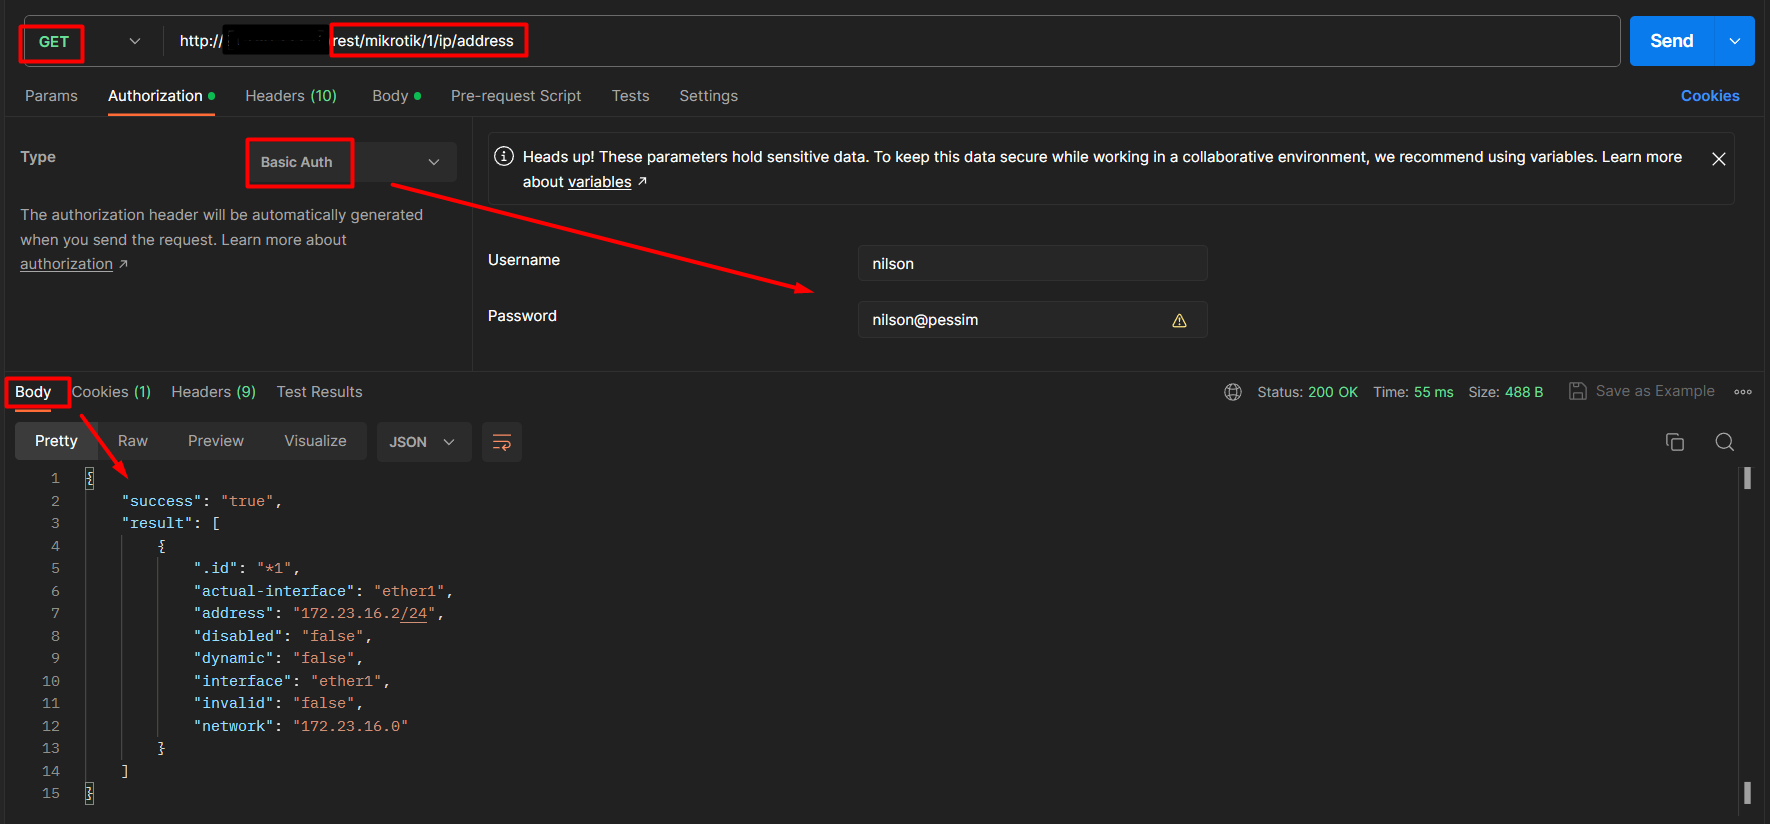 GET http:// rest/mikrotik/1/ip/address Send
Params Authorization Headers (10) Body Pre-request Script Tests Settings Cookies
Type Basic Auth
The authorization header will be automatically generated
when you send the request. Learn more about
authorization ↗
Heads up! These parameters hold sensitive data. To keep this data secure while working in a collaborative environment, we recommend using variables. Learn more
about variables ↗
Username nilson
Password nilson@pessim
Body Cookies (1) Headers (9) Test Results Status: 200 OK Time: 55 ms Size: 488 B Save as Example
Pretty Raw Preview Visualize JSON
1 {
2 "success": "true",
3 "result": [
4 {
5 ".id": "*1",
6 "actual-interface": "ether1",
7 "address": "172.23.16.2/24",
8 "disabled": "false",
9 "dynamic": "false",
10 "interface": "ether1",
11 "invalid": "false",
12 "network": "172.23.16.0"
13 }
14 ]
15 }